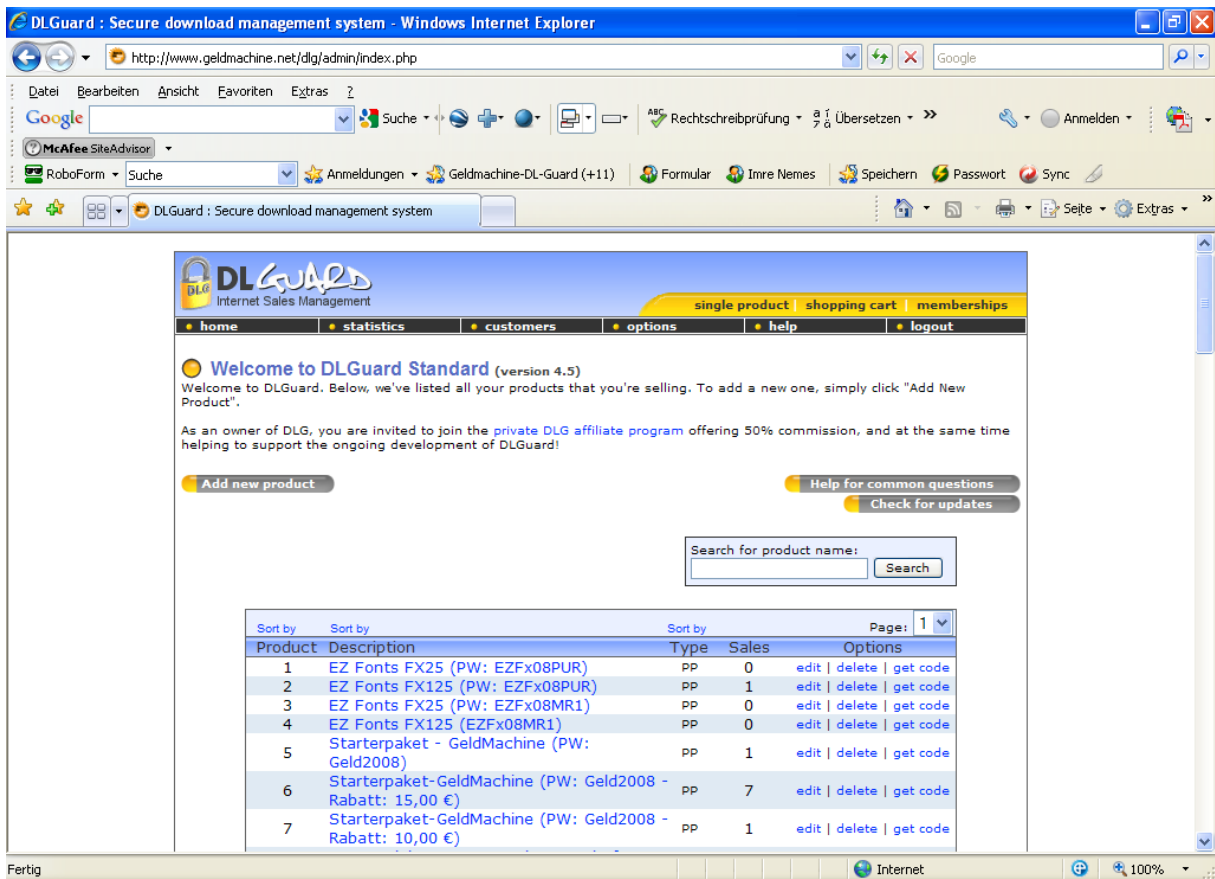 DLGuard : Secure download management system - Windows Internet Explorer
http://www.geldmachine.net/dlg/admin/index.php
Google
Datei Bearbeiten Ansicht Favoriten Extras ?
Google Suche Rechtschreibprüfung Übersetzen » Anmelden
McAfee SiteAdvisor
RoboForm Suche Anmeldungen Geldmachine-DL-Guard (+11) Formular Imre Nemes Speichern Passwort Sync
DLGuard : Secure download management system Seite Extras »
DLG
DL GUARD
Internet Sales Management
single product | shopping cart | memberships
home statistics customers options help logout
Welcome to DLGuard Standard (version 4.5)
Welcome to DLGuard. Below, we've listed all your products that you're selling. To add a new one, simply click "Add New
Product".
As an owner of DLG, you are invited to join the private DLG affiliate program offering 50% commission, and at the same time
helping to support the ongoing development of DLGuard!
Add new product Help for common questions
Check for updates
Search for product name:
Search
Sort by Sort by Sort by Page: 1
Product Description Type Sales Options
1 EZ Fonts FX25 (PW: EZFx08PUR) PP 0 edit | delete | get code
2 EZ Fonts FX125 (PW: EZFx08PUR) PP 1 edit | delete | get code
3 EZ Fonts FX25 (PW: EZFx08MR1) PP 0 edit | delete | get code
4 EZ Fonts FX125 (EZFx08MR1) PP 0 edit | delete | get code
5 Starterpaket - GeldMachine (PW:
Geld2008) PP 1 edit | delete | get code
6 Starterpaket-GeldMachine (PW: Geld2008 -
Rabatt: 15,00 €) PP 7 edit | delete | get code
7 Starterpaket-GeldMachine (PW: Geld2008 -
Rabatt: 10,00 €) PP 1 edit | delete | get code
Fertig Internet 100%